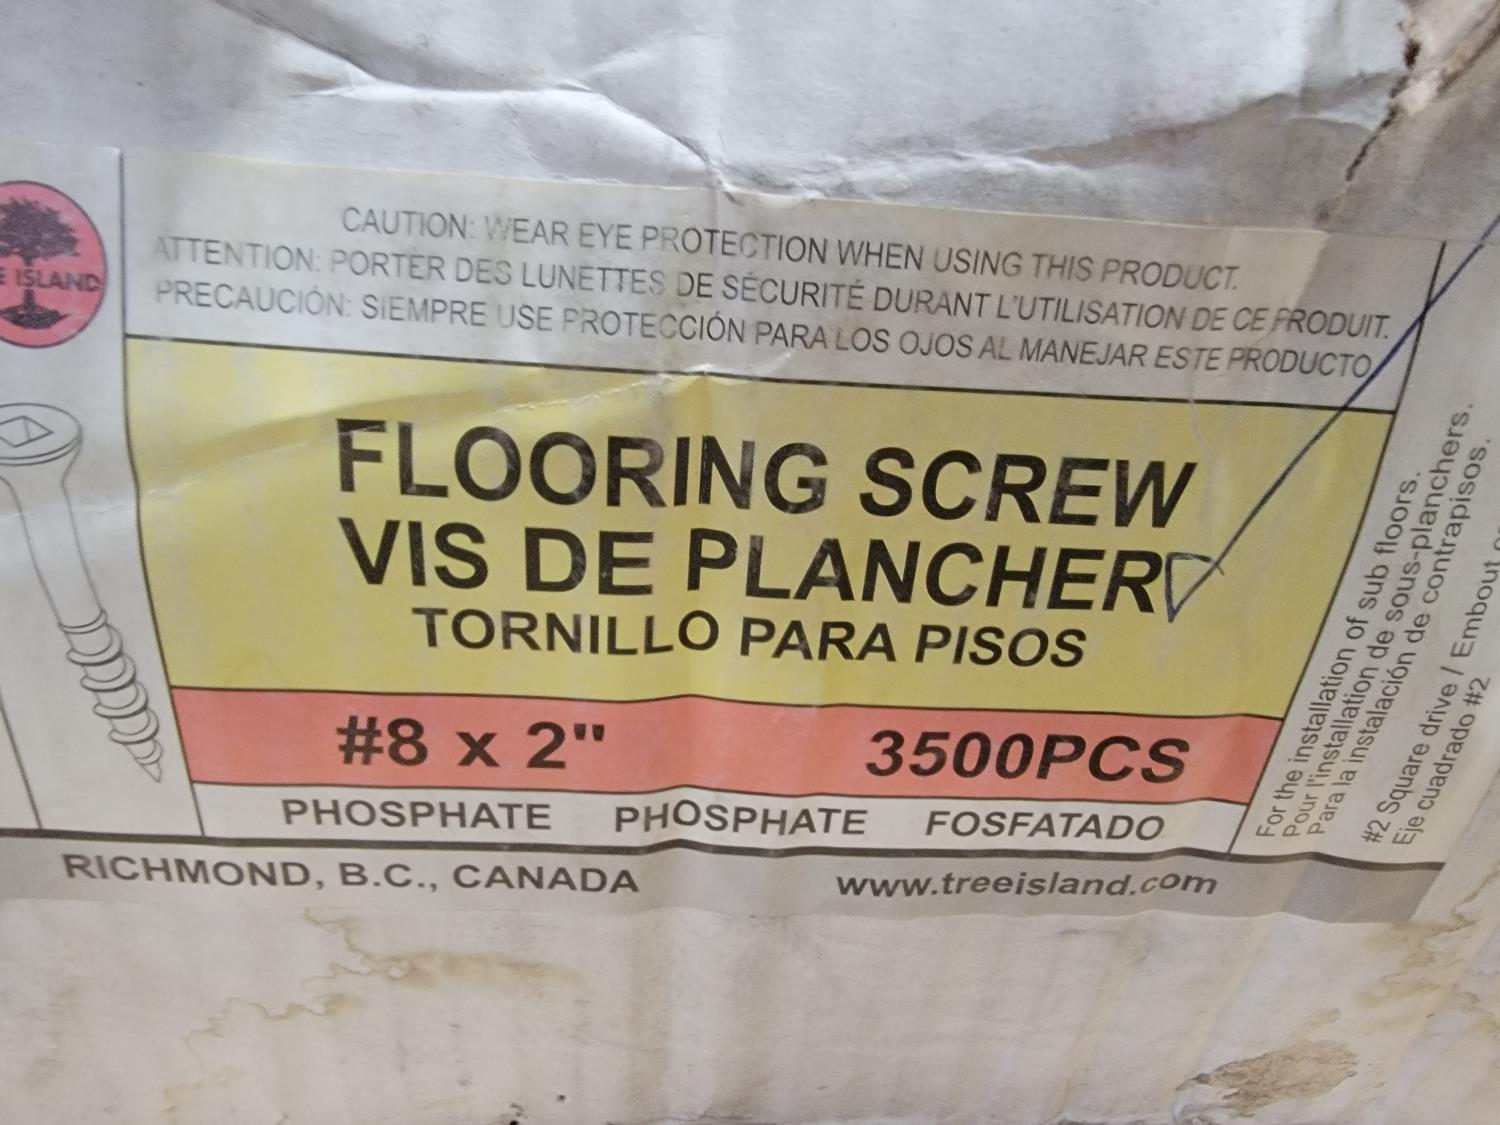 CAUTION: WEAR EYE PROTECTION WHEN USING THIS PRODUCT.
ATTENTION: PORTER DES LUNETTES DE SÉCURITÉ DURANT L'UTILISATION DE CE PRODUIT.
PRECAUCIÓN: SIEMPRE USE PROTECCIÓN PARA LOS OJOS AL MANEJAR ESTE PRODUCTO
ISLAND
FLOORING SCREW
VIS DE PLANCHER
TORNILLO PARA PISOS
#8 x 2" 3500PCS
PHOSPHATE PHOSPHATE FOSFATADO
For the installation of sub floors.
Pour l'installation de sous-planchers.
Para la instalación de contrapisos.
#2 Square drive / Embout
Eje cuadrado #2
RICHMOND, B.C., CANADA www.treeisland.com